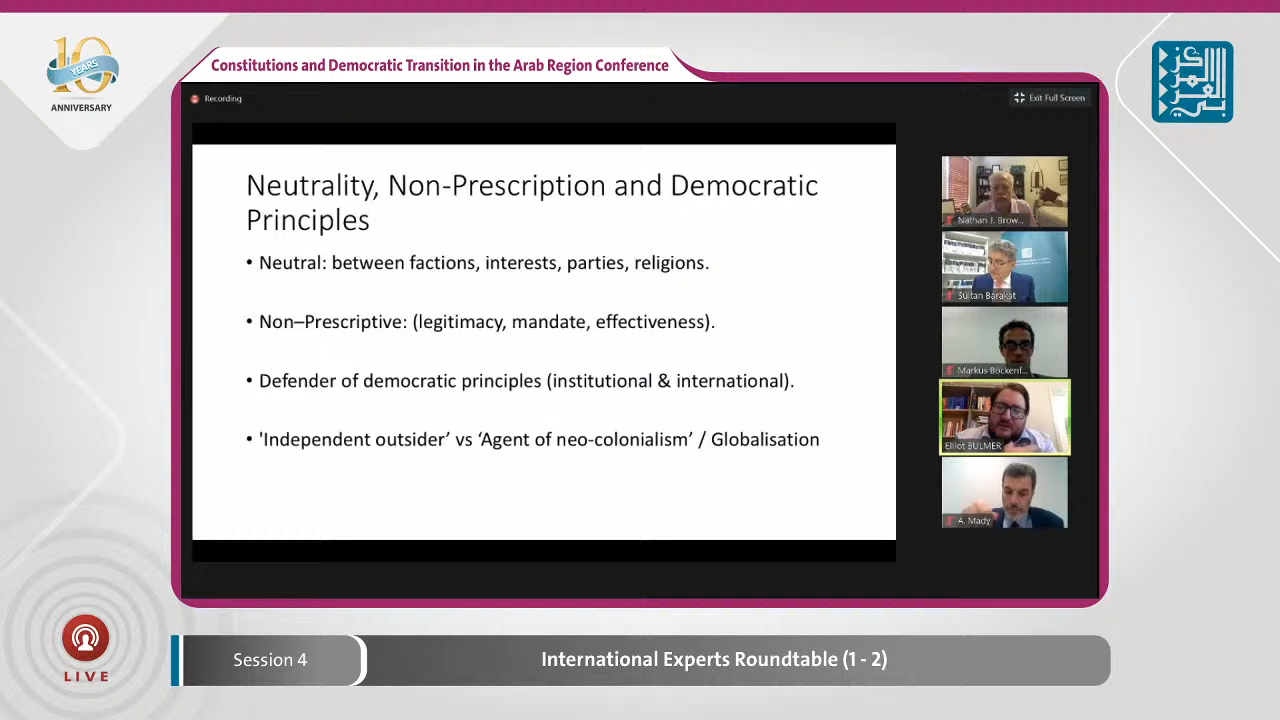 10
YEARS
ANNIVERSARY
Constitutions and Democratic Transition in the Arab Region Conference
المركز العربي
Recording
Exit Full Screen
Neutrality, Non-Prescription and Democratic
Principles
• Neutral: between factions, interests, parties, religions.
• Non–Prescriptive: (legitimacy, mandate, effectiveness).
• Defender of democratic principles (institutional & international).
• 'Independent outsider’ vs ‘Agent of neo-colonialism’ / Globalisation
Nathan J. Brow...
Sultan Barakat
Markus Böckenf...
Elliot BULMER
A. Mady
LIVE
Session 4
International Experts Roundtable (1 - 2)